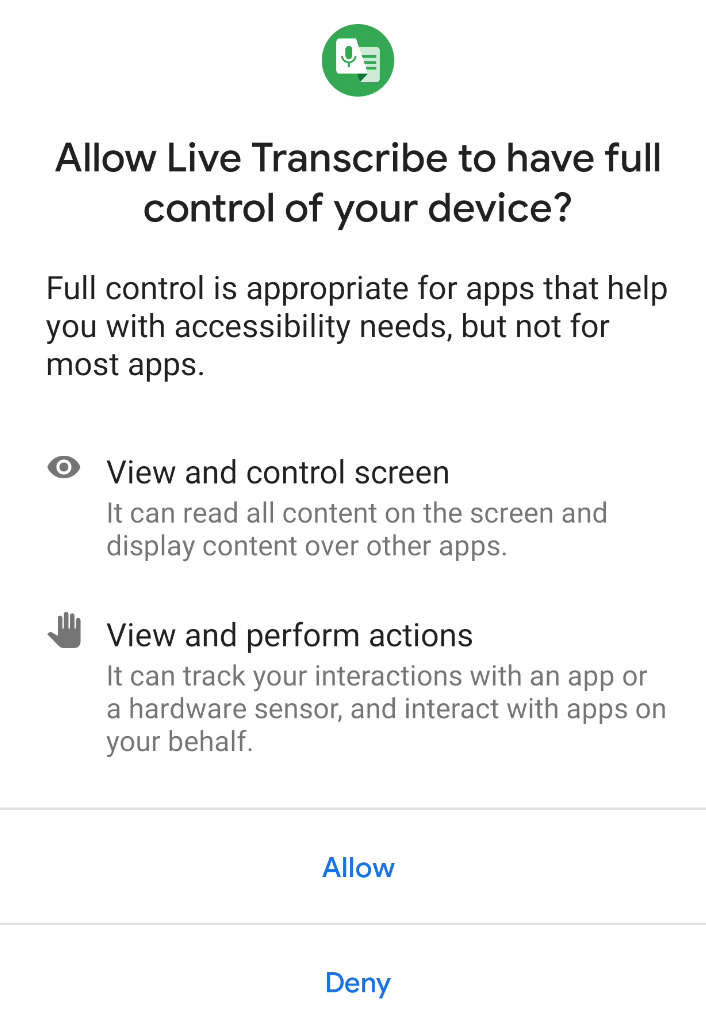 Allow Live Transcribe to have full
control of your device?
Full control is appropriate for apps that help
you with accessibility needs, but not for
most apps.
View and control screen
It can read all content on the screen and
display content over other apps.
View and perform actions
It can track your interactions with an app or
a hardware sensor, and interact with apps on
your behalf.
Allow
Deny